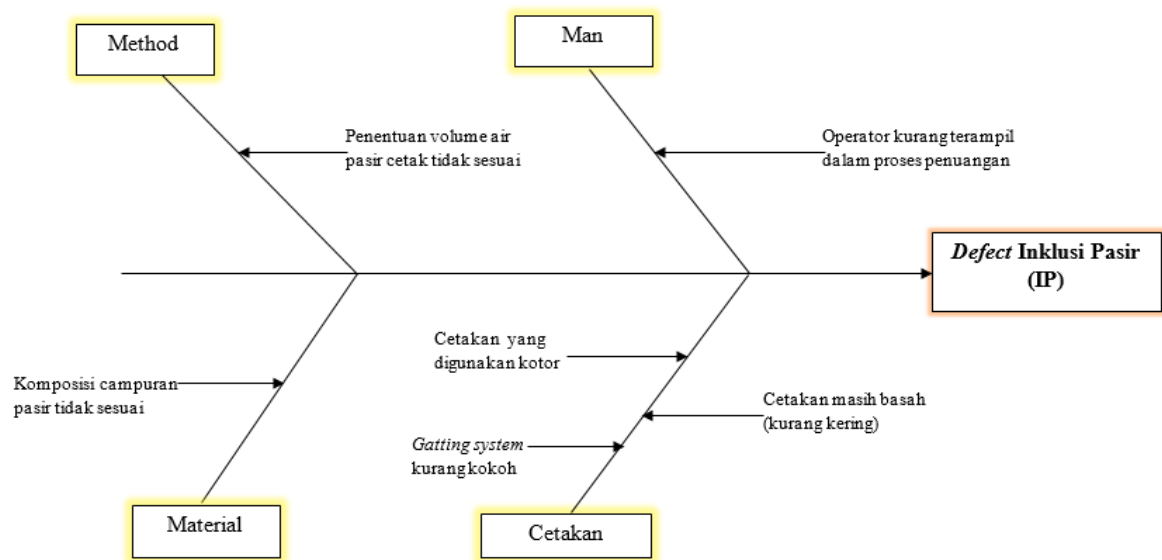 Method
Man
Penentuan volume air
pasir cetak tidak sesuai
Operator kurang terampil
dalam proses penuangan
Defect Inklusi Pasir
(IP)
Cetakan yang
digunakan kotor
Komposisi campuran
pasir tidak sesuai
Cetakan masih basah
(kurang kering)
Gatting system
kurang kokoh
Material
Cetakan